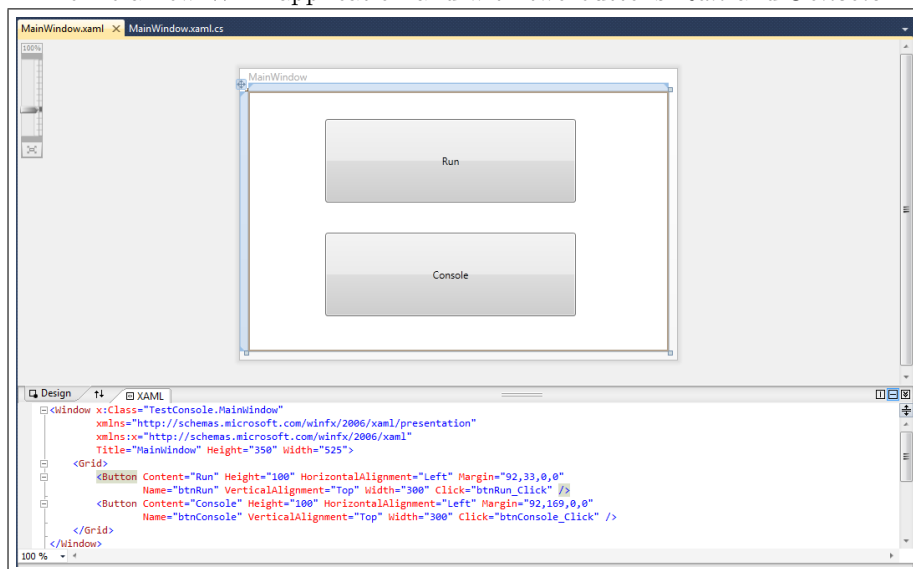 MainWindow.xaml X MainWindow.xaml.cs
100%
MainWindow
Run
Console
Design XAML
<Window x:Class="TestConsole.MainWindow"
xmlns="http://schemas.microsoft.com/winfx/2006/xaml/presentation"
xmlns:x="http://schemas.microsoft.com/winfx/2006/xaml"
Title="MainWindow" Height="350" Width="525">
<Grid>
<Button Content="Run" Height="100" HorizontalAlignment="Left" Margin="92,33,0,0"
Name="btnRun" VerticalAlignment="Top" Width="300" Click="btnRun_Click" />
<Button Content="Console" Height="100" HorizontalAlignment="Left" Margin="92,169,0,0"
Name="btnConsole" VerticalAlignment="Top" Width="300" Click="btnConsole_Click" />
</Grid>
</Window>
100 %